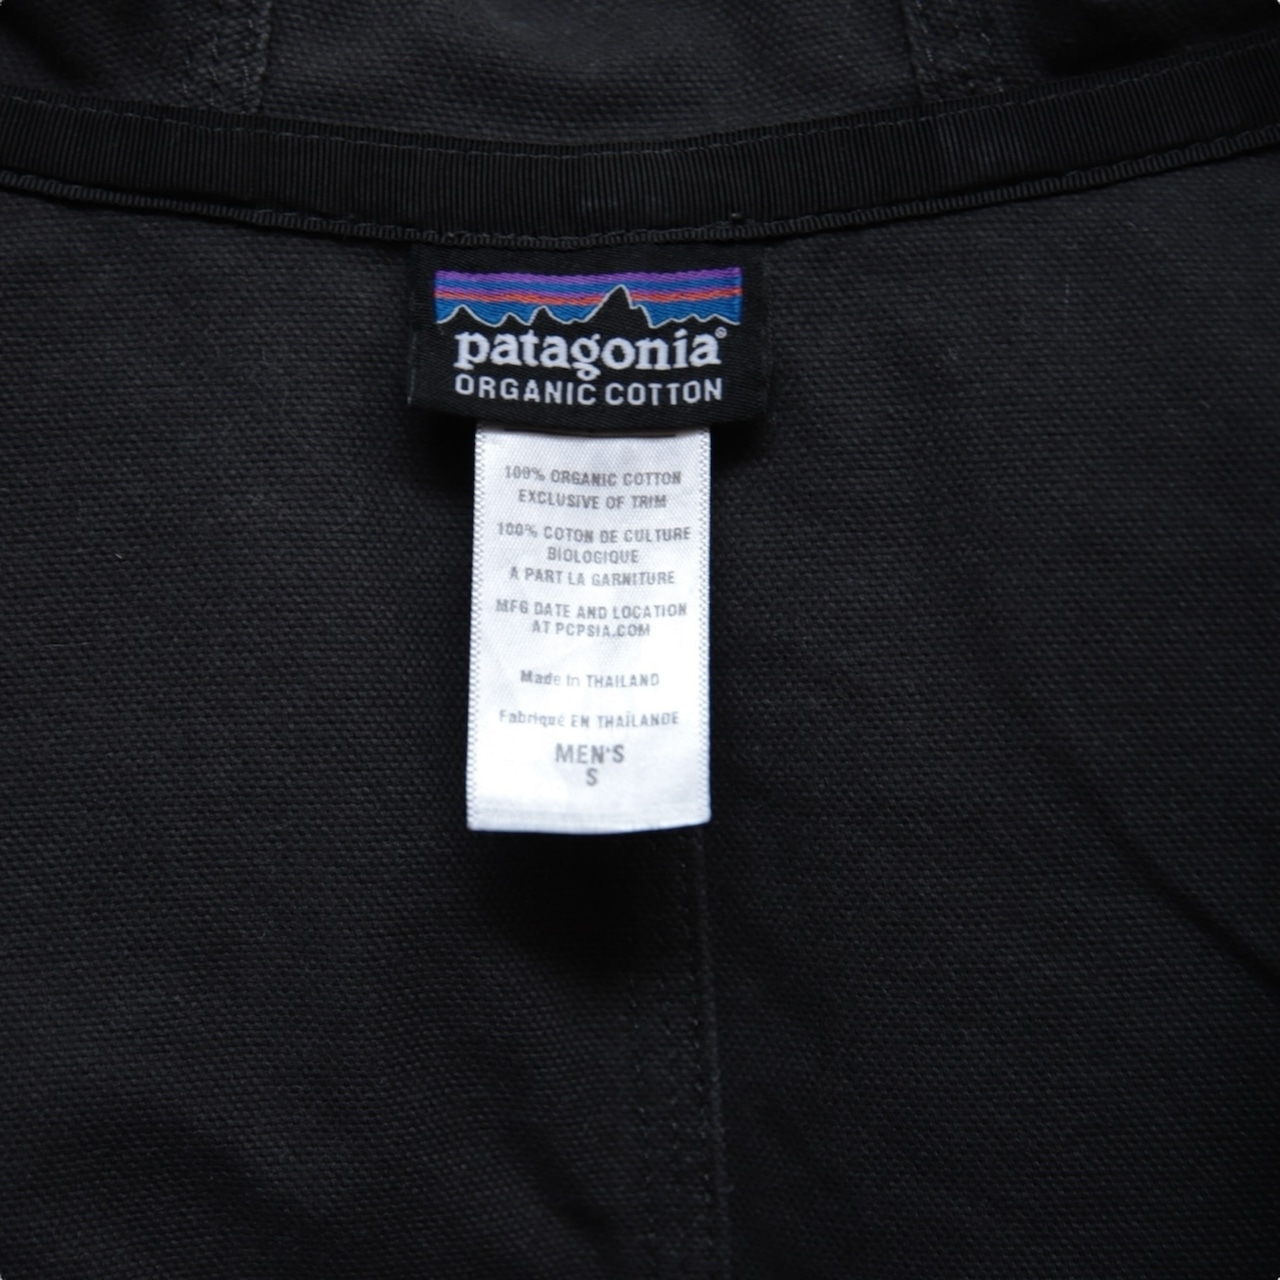 patagonia®
ORGANIC COTTON
100% ORGANIC COTTON
EXCLUSIVE OF TRIM
100% COTON DE CULTURE
BIOLOGIQUE
A PART LA GARNITURE
MFG DATE AND LOCATION
AT PCPSIA.COM
Made in THAILAND
Fabriqué EN THAÏLANDE
MEN'S
S